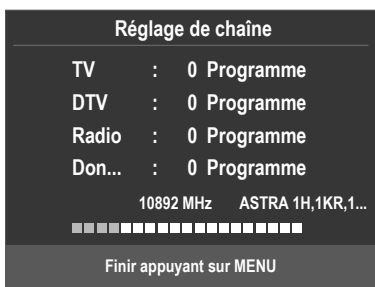 Réglage de chaîne
TV : 0 Programme
DTV : 0 Programme
Radio : 0 Programme
Don... : 0 Programme
10892 MHz ASTRA 1H,1KR,1...
Finir appuyant sur MENU